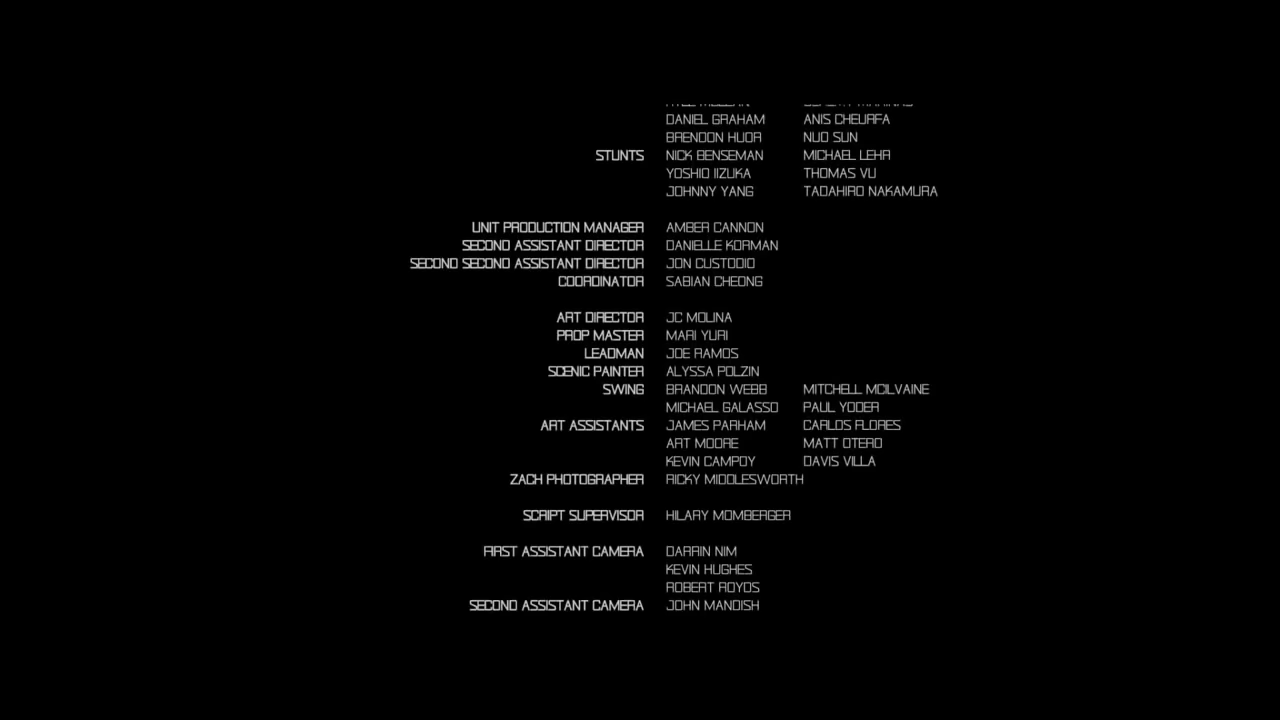 DANIEL GRAHAM ANIS CHEURFA
BRENDON HUOR NUO SUN
STUNTS NICK BENSEMAN MICHAEL LEHR
YOSHIO IIZUKA THOMAS VU
JOHNNY YANG TADAHIRO NAKAMURA
UNIT PRODUCTION MANAGER AMBER CANNON
SECOND ASSISTANT DIRECTOR DANIELLE KORMAN
SECOND SECOND ASSISTANT DIRECTOR JON CUSTODIO
COORDINATOR SABIAN CHEONG
ART DIRECTOR JC MOLINA
PROP MASTER MARI YURI
LEADMAN JOE RAMOS
SCENIC PAINTER ALYSSA POLZIN
SWING BRANDON WEBB MITCHELL MCILVAINE
MICHAEL GALASSO PAUL YODER
ART ASSISTANTS JAMES PARHAM CARLOS FLORES
ART MOORE MATT OTERO
KEVIN CAMPOY DAVIS VILLA
ZACH PHOTOGRAPHER RICKY MIDDLESWORTH
SCRIPT SUPERVISOR HILARY MOMBERGER
FIRST ASSISTANT CAMERA DARRIN NIM
KEVIN HUGHES
ROBERT ROYDS
SECOND ASSISTANT CAMERA JOHN MANDISH